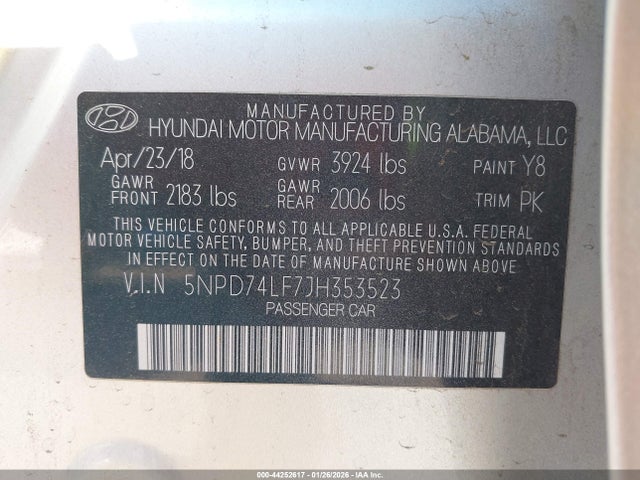 MANUFACTURED BY
HYUNDAI MOTOR MANUFACTURING ALABAMA, LLC
Apr/23/18 GVWR 3924 lbs PAINT Y8
GAWR FRONT 2183 lbs GAWR REAR 2006 lbs TRIM PK
THIS VEHICLE CONFORMS TO ALL APPLICABLE U.S.A. FEDERAL
MOTOR VEHICLE SAFETY, BUMPER, AND THEFT PREVENTION STANDARDS
IN EFFECT ON THE DATE OF MANUFACTURE SHOWN ABOVE.
V.I.N 5NPD74LF7JH353523
PASSENGER CAR
000-44252617 - 01/26/2026 - IAA Inc.